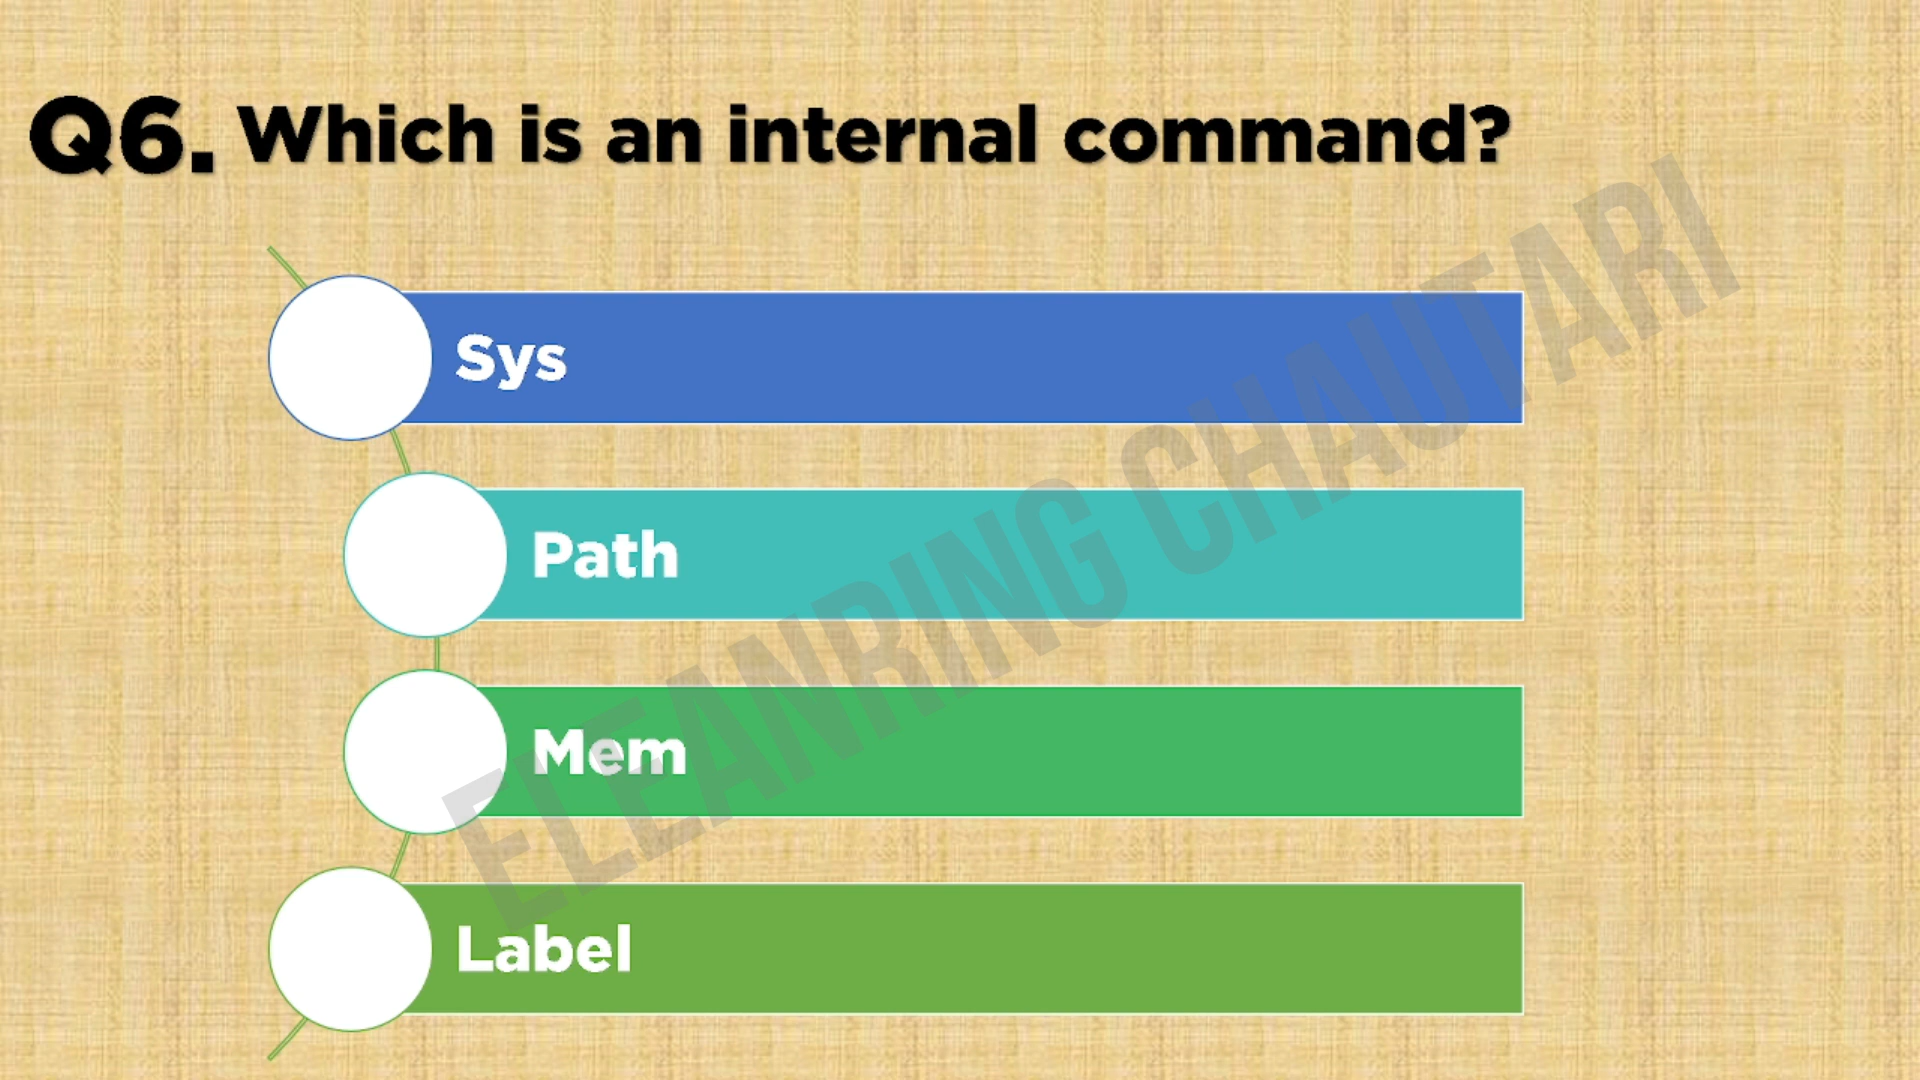 Q6. Which is an internal command?
Sys
Path
Mem
Label
ELEANRING CHAUTARI